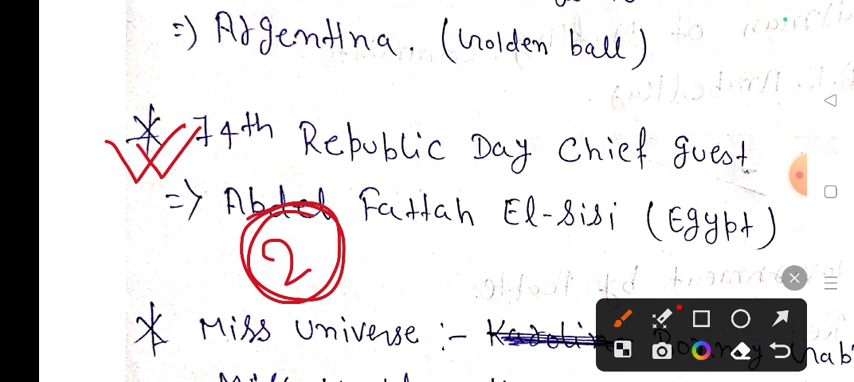 => Argentina. (Golden ball)
* 74th Republic Day Chief guest
=> Abdel Fattah El-Sisi (Egypt)
2
* Miss Universe :-